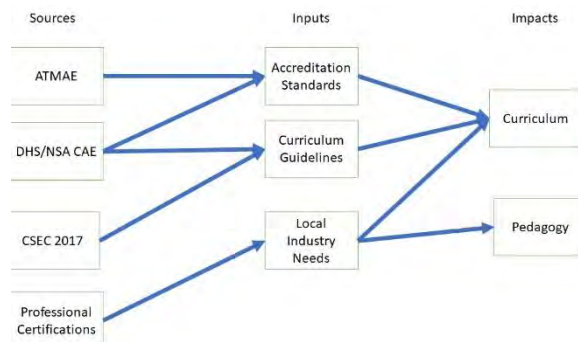 Sources
Inputs
Impacts
ATMAE
Accreditation
Standards
Curriculum
DHS/NSA CAE
Curriculum
Guidelines
CSEC 2017
Local
Industry
Needs
Pedagogy
Professional
Certifications